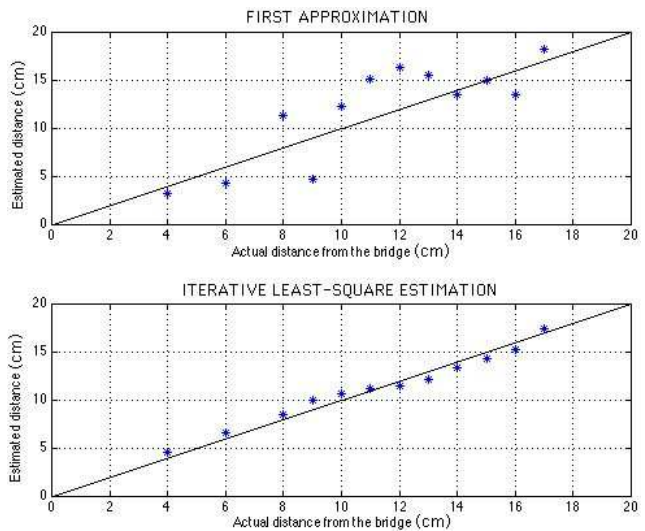 FIRST APPROXIMATION
20
15
10
5
0
Estimated distance (cm)
0 2 4 6 8 10 12 14 16 18 20
Actual distance from the bridge (cm)
ITERATIVE LEAST-SQUARE ESTIMATION
20
15
10
5
0
Estimated distance (cm)
0 2 4 6 8 10 12 14 16 18 20
Actual distance from the bridge (cm)